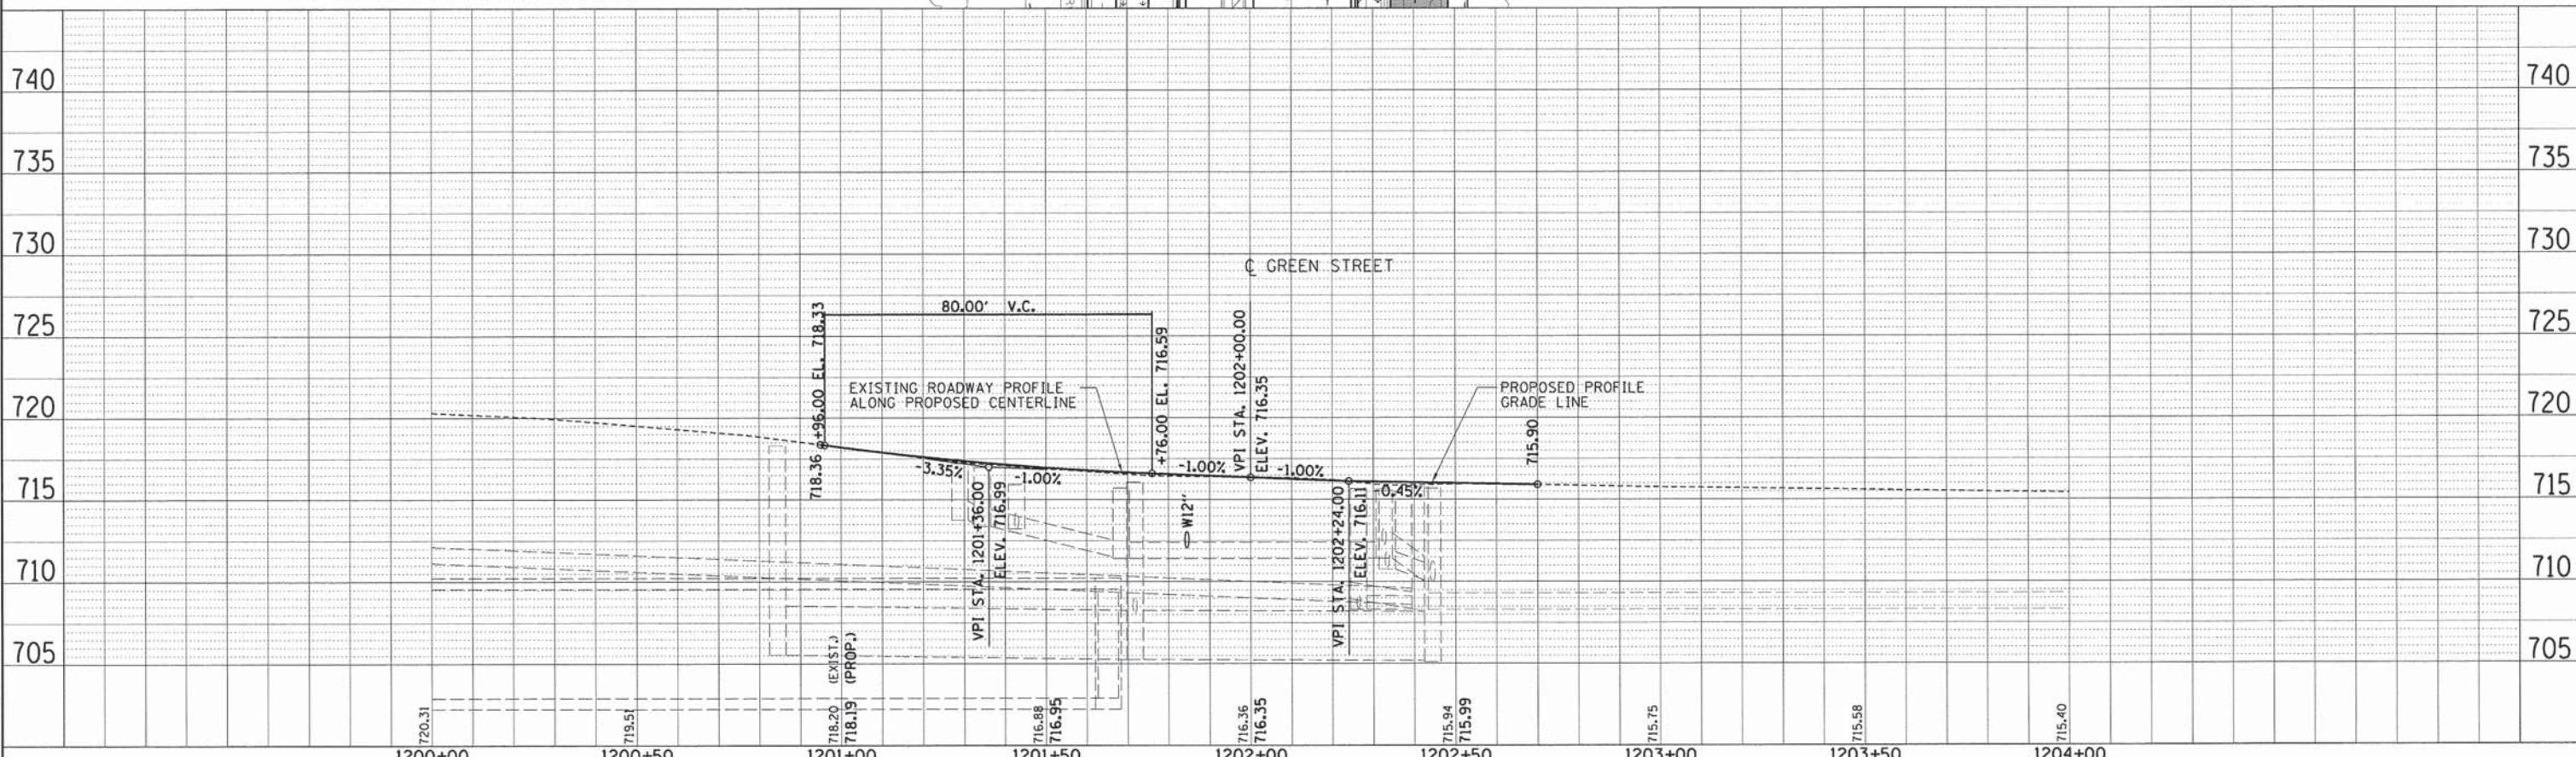 740
740
735
735
730
730
℄ GREEN STREET
80.00' V.C.
725
725
+96.00 EL. 718.33
+76.00 EL. 716.59
VPI STA. 1202+00.00
ELEV. 716.35
EXISTING ROADWAY PROFILE
ALONG PROPOSED CENTERLINE
PROPOSED PROFILE
GRADE LINE
720
720
715.90
718.36
-3.35%
-1.00%
-1.00%
-1.00%
-0.45%
715
715
W12"
VPI STA. 1201+36.00
ELEV. 716.99
VPI STA. 1202+24.00
ELEV. 716.11
710
710
705
705
(EXIST.)
(PROP.)
720.31
719.51
718.20
718.19
716.88
716.95
716.36
716.35
715.94
715.99
715.75
715.58
715.40
1200+00
1200+50
1201+00
1201+50
1202+00
1202+50
1203+00
1203+50
1204+00